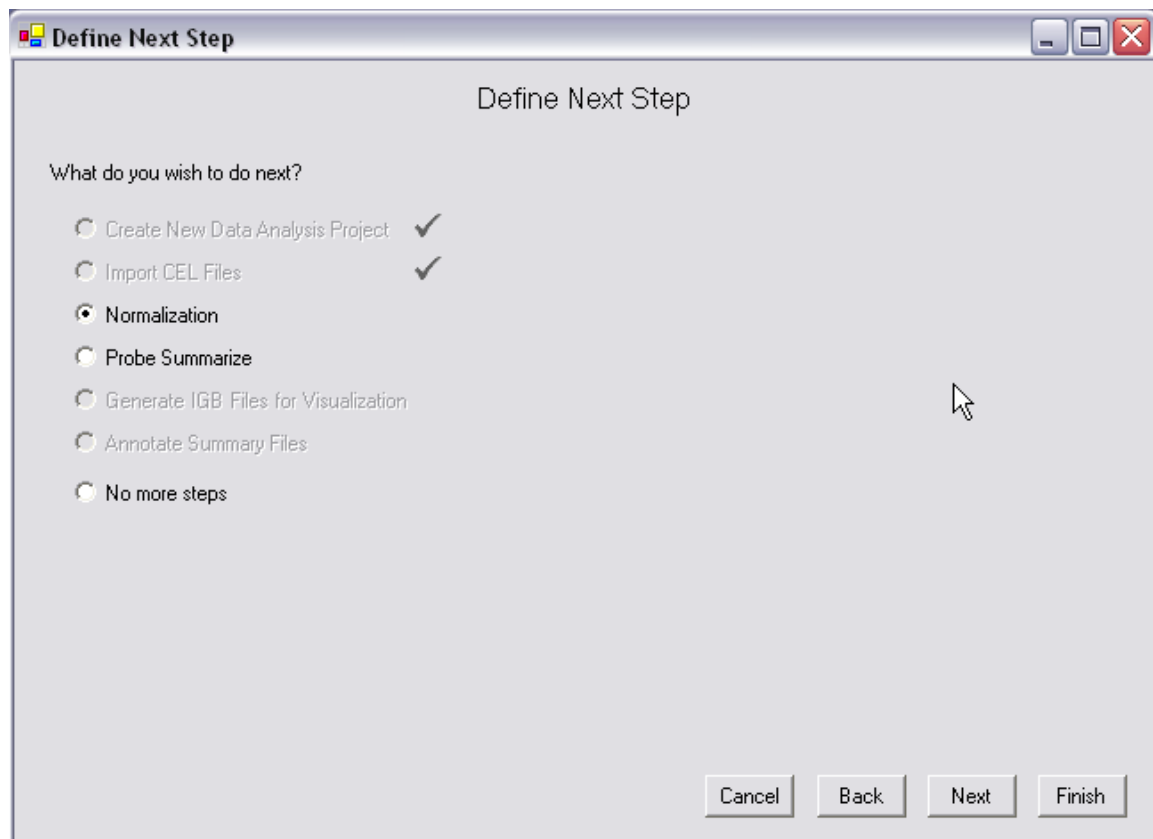 Define Next Step
Define Next Step
What do you wish to do next?
Create New Data Analysis Project
Import CEL Files
Normalization
Probe Summarize
Generate IGB Files for Visualization
Annotate Summary Files
No more steps
Cancel Back Next Finish